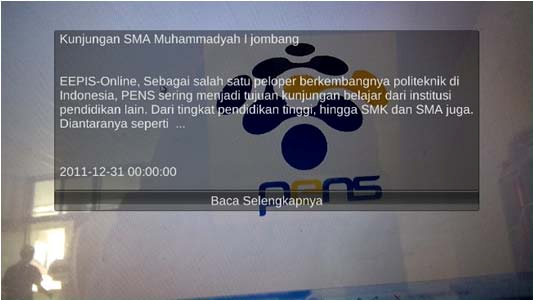 Kunjungan SMA Muhammadyah I jombang
EEPIS-Online, Sebagai salah satu peloper berkembangnya politeknik di
Indonesia, PENS sering menjadi tujuan kunjungan belajar dari institusi
pendidikan lain. Dari tingkat pendidikan tinggi, hingga SMK dan SMA juga.
Diantaranya seperti ...
2011-12-31 00:00:00
pens
Baca Selengkapnya